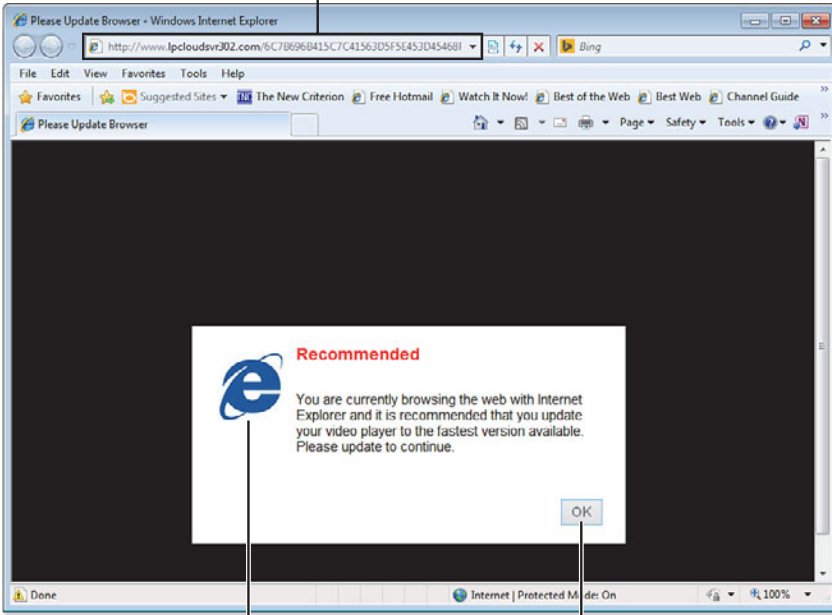 Please Update Browser - Windows Internet Explorer
http://www.lpcloudsvr302.com/
Bing
File Edit View Favorites Tools Help
Favorites Suggested Sites The New Criterion Free Hotmail Watch It Now! Best of the Web Best Web Channel Guide
Please Update Browser
Page Safety Tools
Recommended
You are currently browsing the web with Internet
Explorer and it is recommended that you update
your video player to the fastest version available.
Please update to continue.
OK
Done
Internet | Protected Mode: On
100%